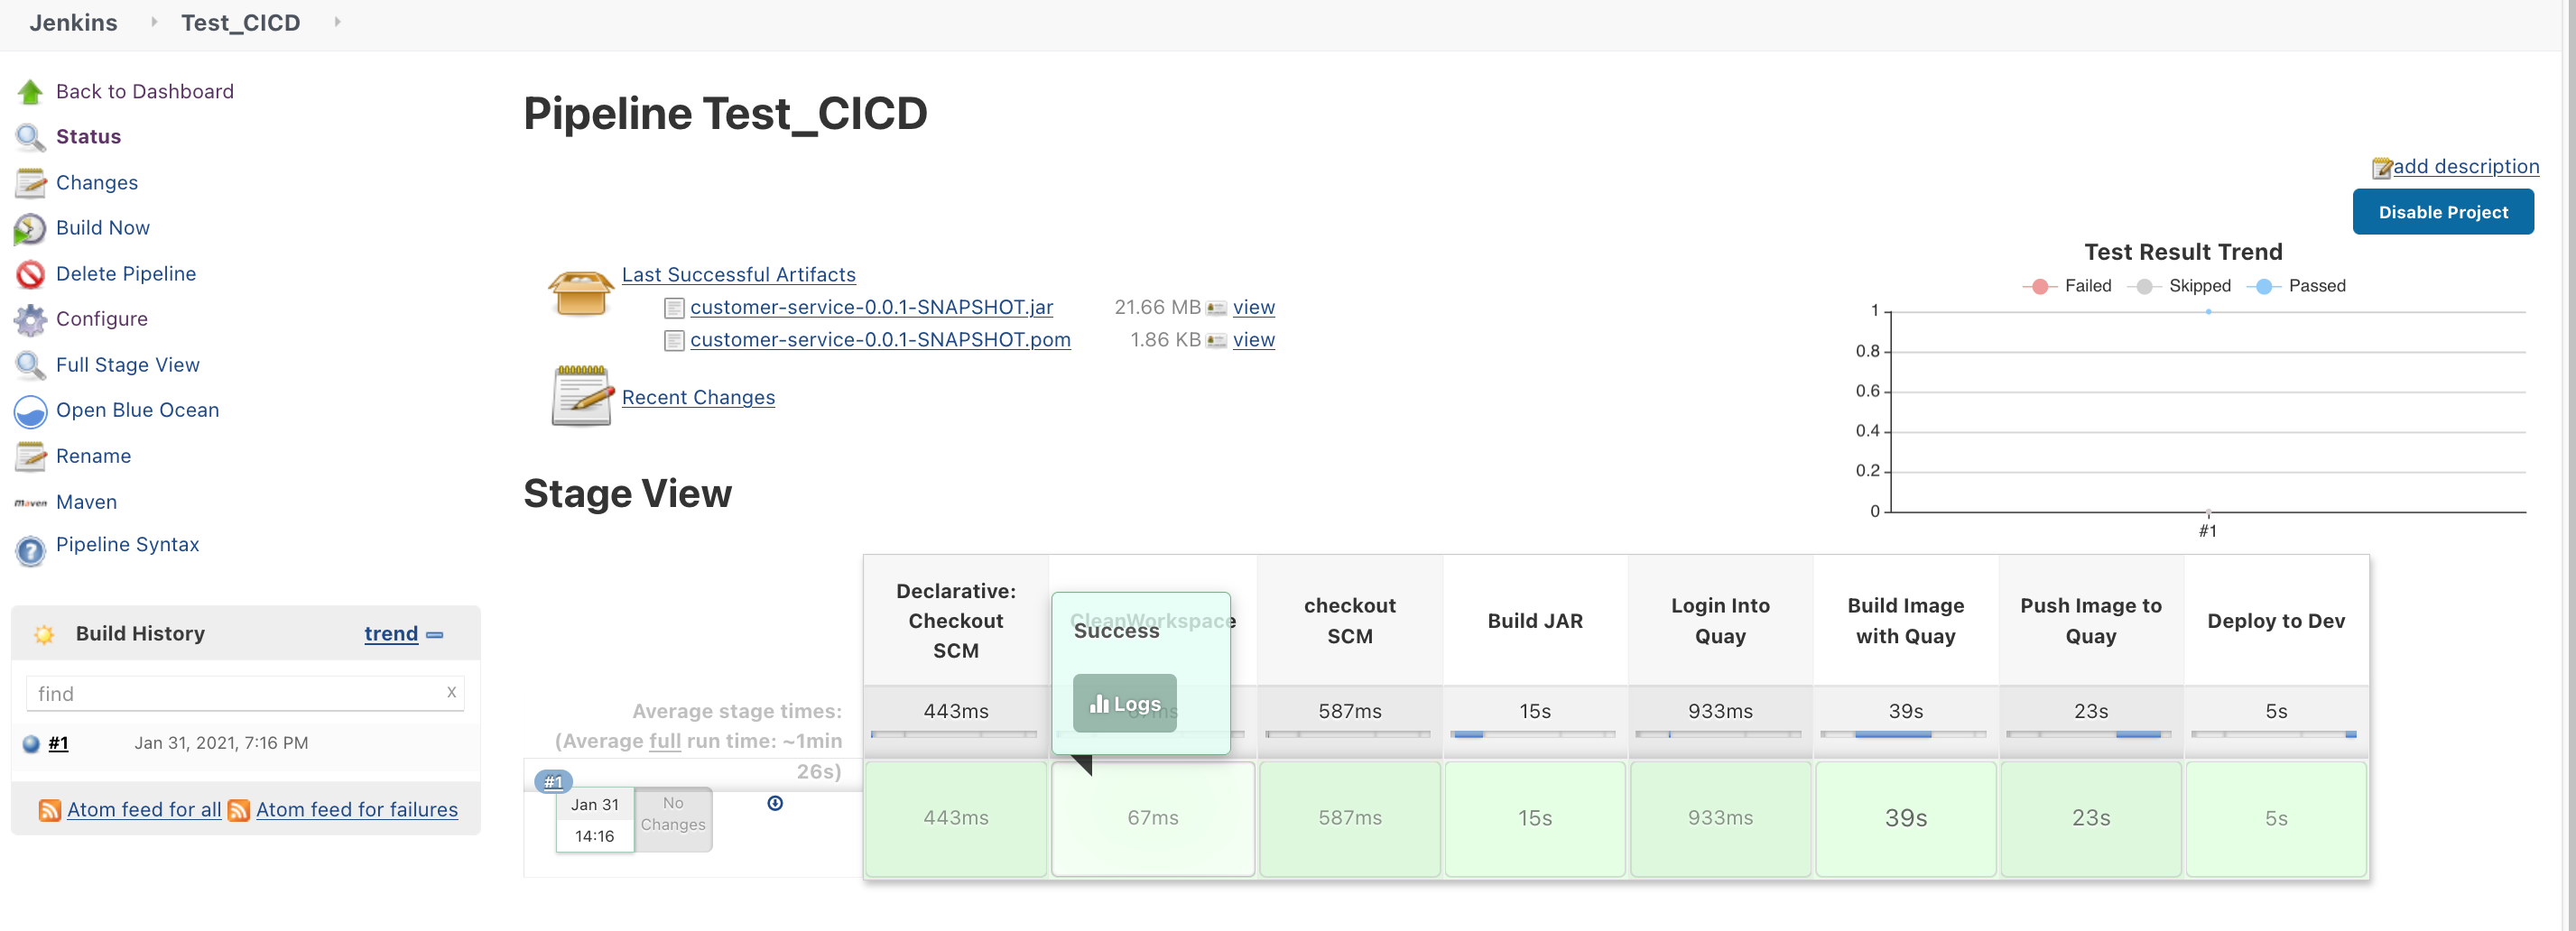 Jenkins Test_CICD
Back to Dashboard
Status
Changes
Build Now
Delete Pipeline
Configure
Full Stage View
Open Blue Ocean
Rename
Maven Maven
Pipeline Syntax
Build History trend
find X
#1 Jan 31, 2021, 7:16 PM
Atom feed for all Atom feed for failures
Pipeline Test_CICD
add description
Disable Project
Last Successful Artifacts
customer-service-0.0.1-SNAPSHOT.jar 21.66 MB view
customer-service-0.0.1-SNAPSHOT.pom 1.86 KB view
Recent Changes
Test Result Trend
Failed Skipped Passed
1
0.8
0.6
0.4
0.2
0
#1
Stage View
Declarative:
Checkout
SCM
CleanWorkspace
Success
Logs
checkout
SCM
Build JAR
Login Into
Quay
Build Image
with Quay
Push Image to
Quay
Deploy to Dev
Average stage times:
(Average full run time: ~1min
26s)
443ms 67ms 587ms 15s 933ms 39s 23s 5s
#1
Jan 31
14:16
No
Changes
443ms 67ms 587ms 15s 933ms 39s 23s 5s